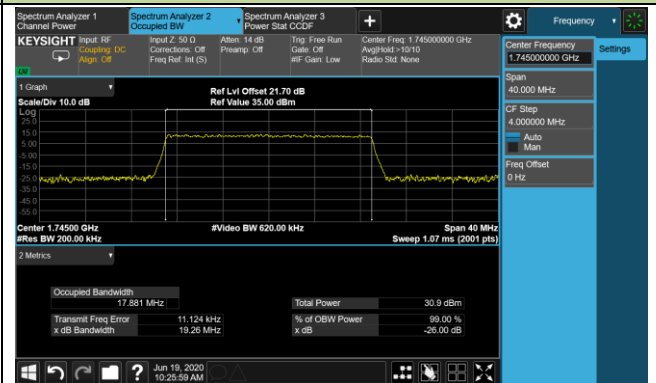 Spectrum Analyzer 1
Channel Power
Spectrum Analyzer 2
Occupied BW
Spectrum Analyzer 3
Power Stat CCDF
+
Frequency
KEYSIGHT
Input: RF
Coupling: DC
Align: Off
Input Z: 50 Ω
Corrections: Off
Freq Ref: Int (S)
Atten: 14 dB
Preamp: Off
Trig: Free Run
Gate: Off
#IF Gain: Low
Center Freq: 1.745000000 GHz
Avg|Hold:>10/10
Radio Std: None
LW
Center Frequency
1.745000000 GHz
Settings
Span
40.000 MHz
CF Step
4.000000 MHz
Auto
Man
Freq Offset
0 Hz
1 Graph
Scale/Div 10.0 dB
Ref Lvl Offset 21.70 dB
Ref Value 35.00 dBm
Log
25.0
15.0
5.00
-5.00
-15.0
-25.0
-35.0
-45.0
-55.0
Center 1.74500 GHz
#Res BW 200.00 kHz
#Video BW 620.00 kHz
Span 40 MHz
Sweep 1.07 ms (2001 pts)
2 Metrics
Occupied Bandwidth
17.881 MHz
Total Power 30.9 dBm
Transmit Freq Error 11.124 kHz
% of OBW Power 99.00 %
x dB Bandwidth 19.26 MHz
x dB -26.00 dB
?
Jun 19, 2020
10:25:59 AM